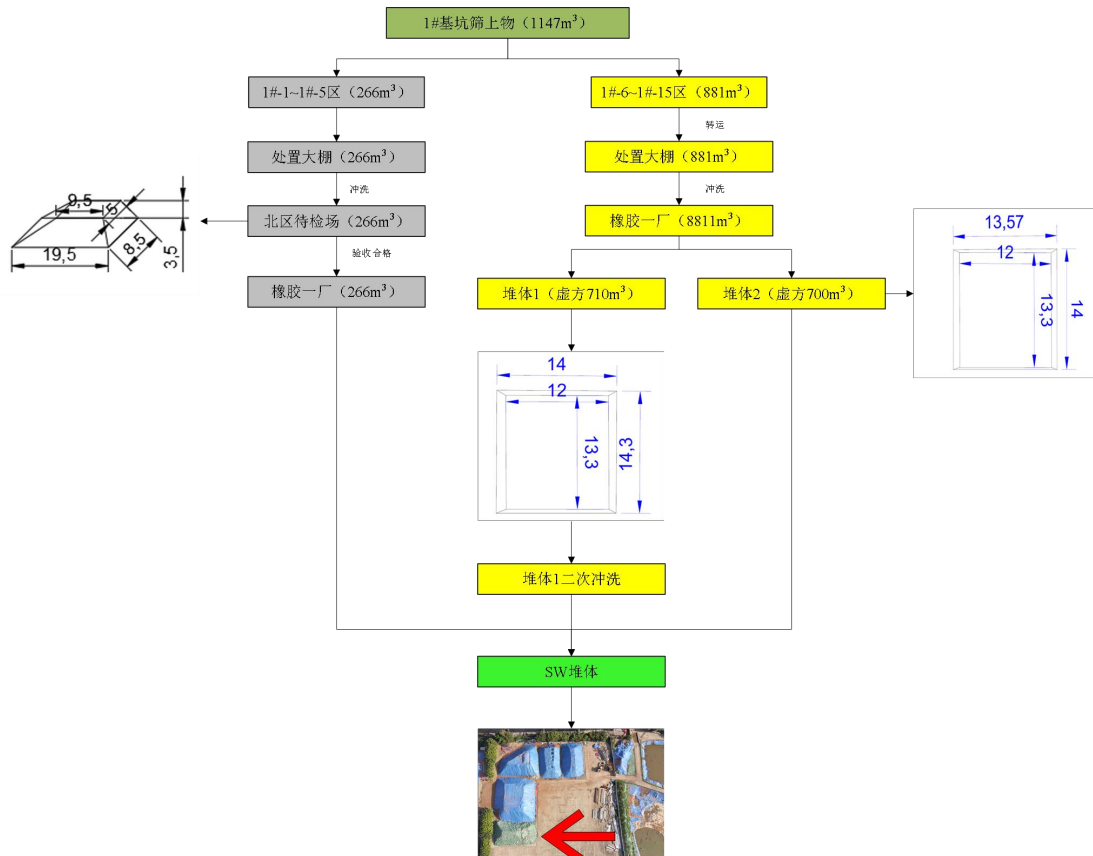 1#基坑筛上物（1147m³）
1#-1~1#-5区（266m³）
1#-6~1#-15区（881m³）
转运
处置大棚（266m³）
处置大棚（881m³）
冲洗
冲洗
9,5
5
3,5
8,5
19,5
北区待检场（266m³）
橡胶一厂（8811m³）
验收合格
橡胶一厂（266m³）
堆体1（虚方710m³）
堆体2（虚方700m³）
13,57
12
13,3
14
14
12
13,3
14,3
堆体1二次冲洗
SW堆体